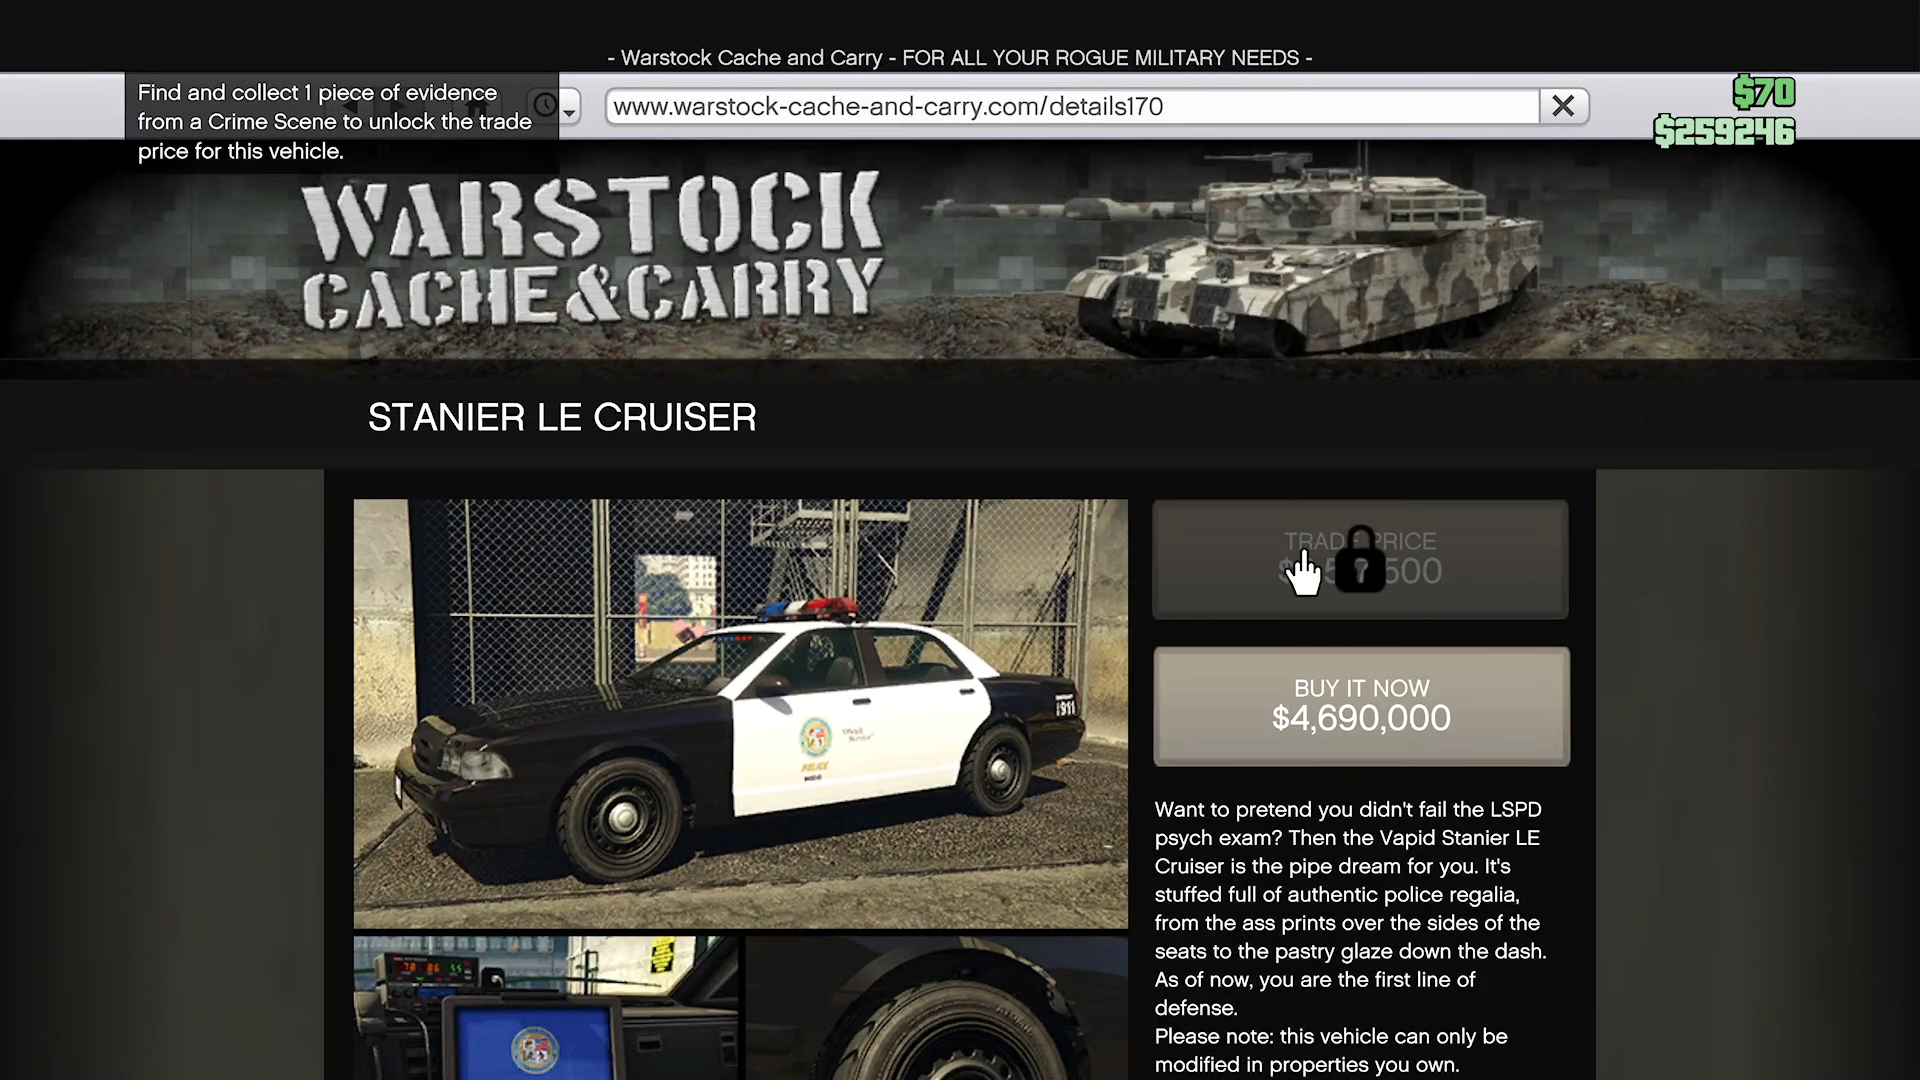 - Warstock Cache and Carry - FOR ALL YOUR ROGUE MILITARY NEEDS -
Find and collect 1 piece of evidence
from a Crime Scene to unlock the trade
price for this vehicle.
www.warstock-cache-and-carry.com/details170
$70
$259246
WARSTOCK
CACHE&CARRY
STANIER LE CRUISER
TRADE PRICE
BUY IT NOW
$4,690,000
Want to pretend you didn't fail the LSPD
psych exam? Then the Vapid Stanier LE
Cruiser is the pipe dream for you. It's
stuffed full of authentic police regalia,
from the ass prints over the sides of the
seats to the pastry glaze down the dash.
As of now, you are the first line of
defense.
Please note: this vehicle can only be
modified in properties you own.
POLICE
911